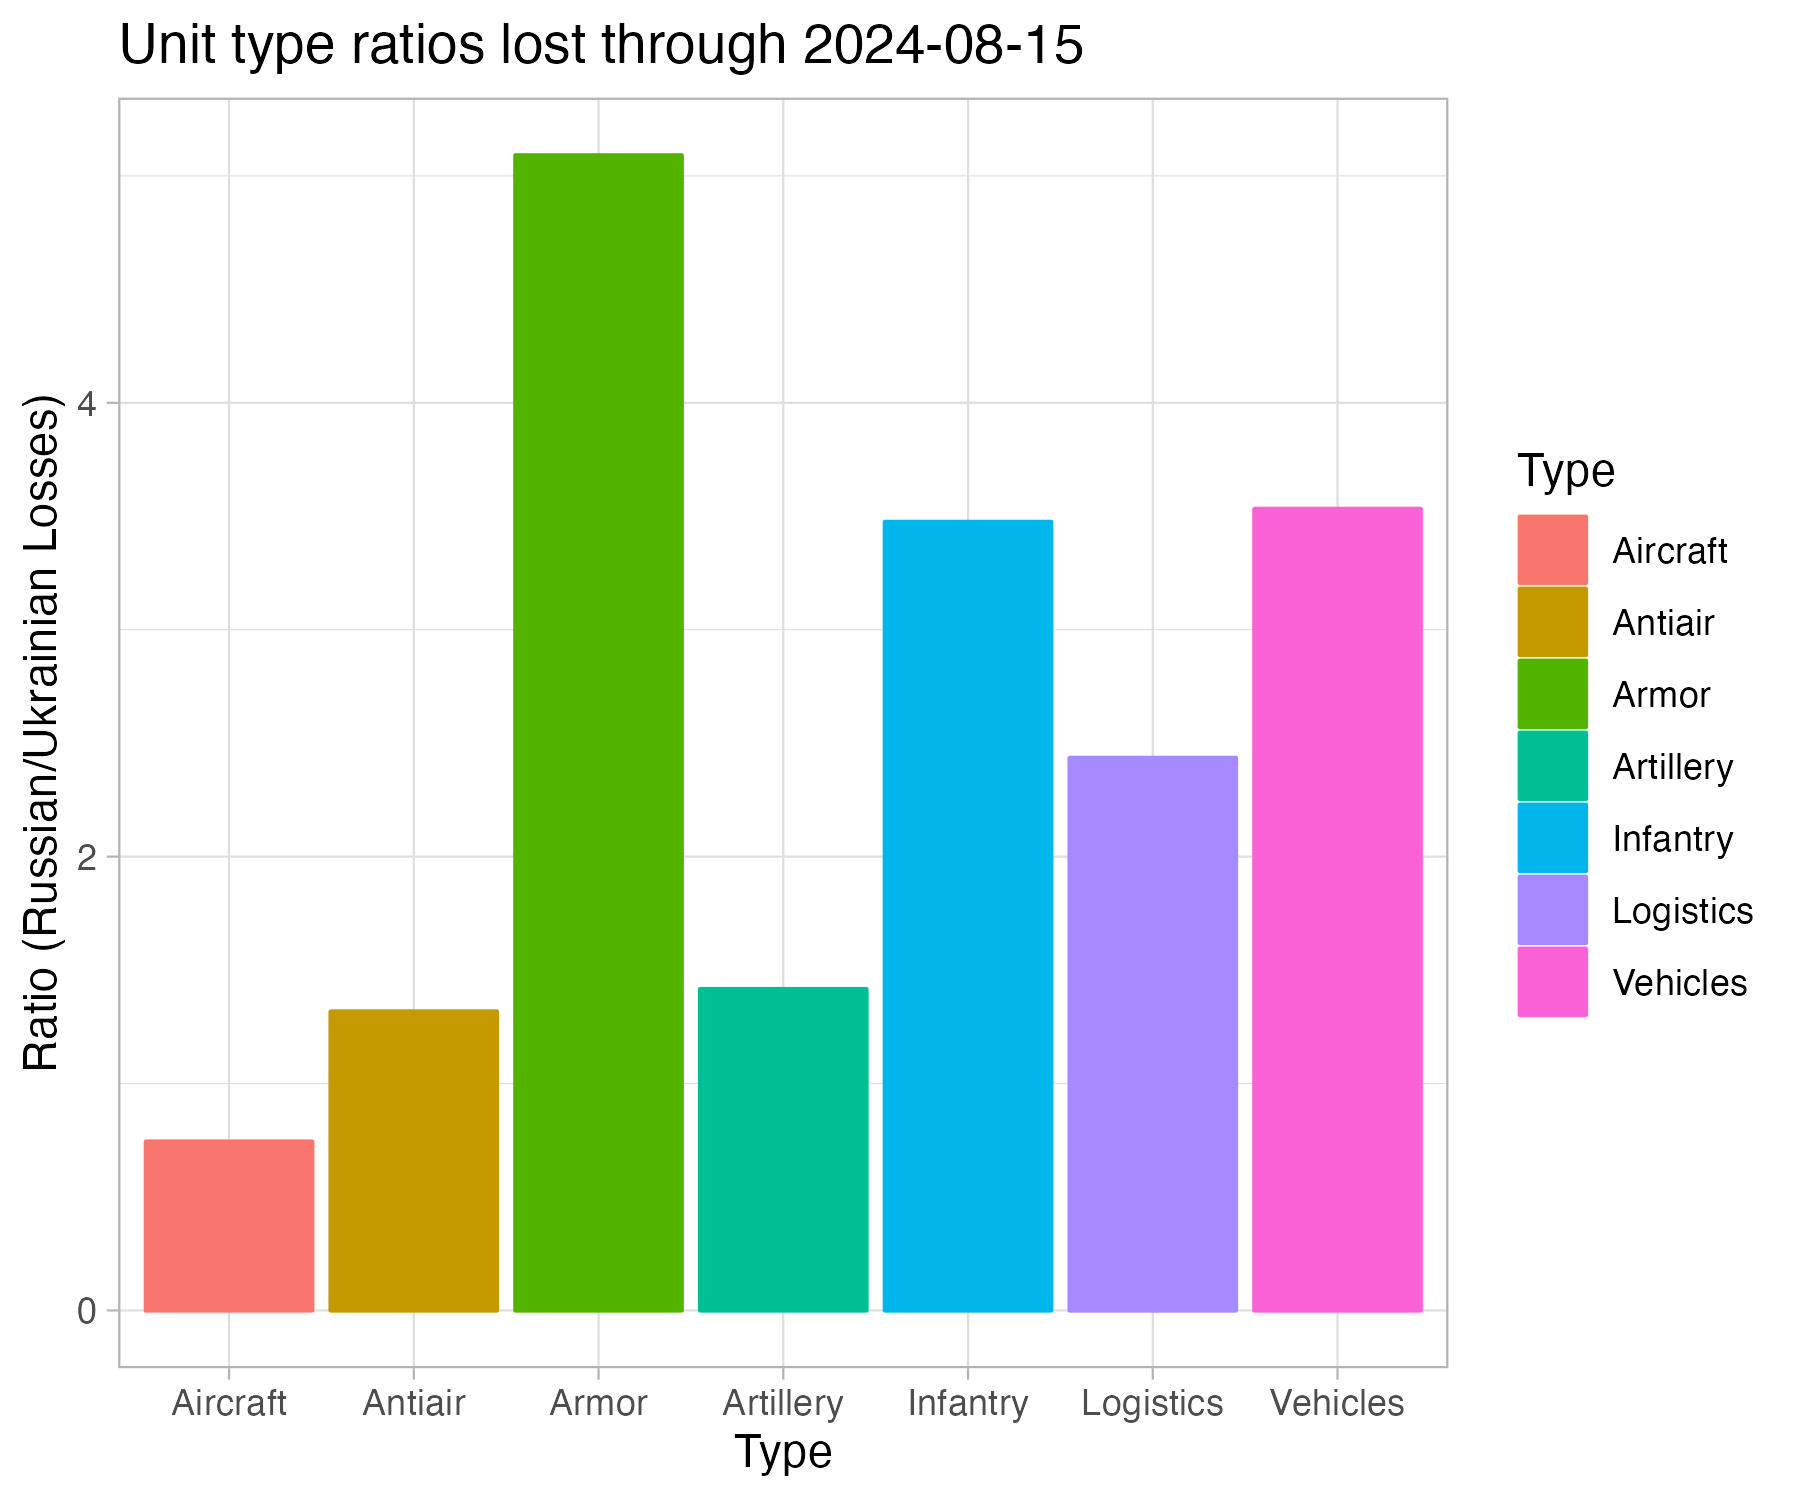 Unit type ratios lost through 2024-08-15
Ratio (Russian/Ukrainian Losses)
4
2
0
Aircraft Antiair Armor Artillery Infantry Logistics Vehicles
Type
Type
Aircraft
Antiair
Armor
Artillery
Infantry
Logistics
Vehicles